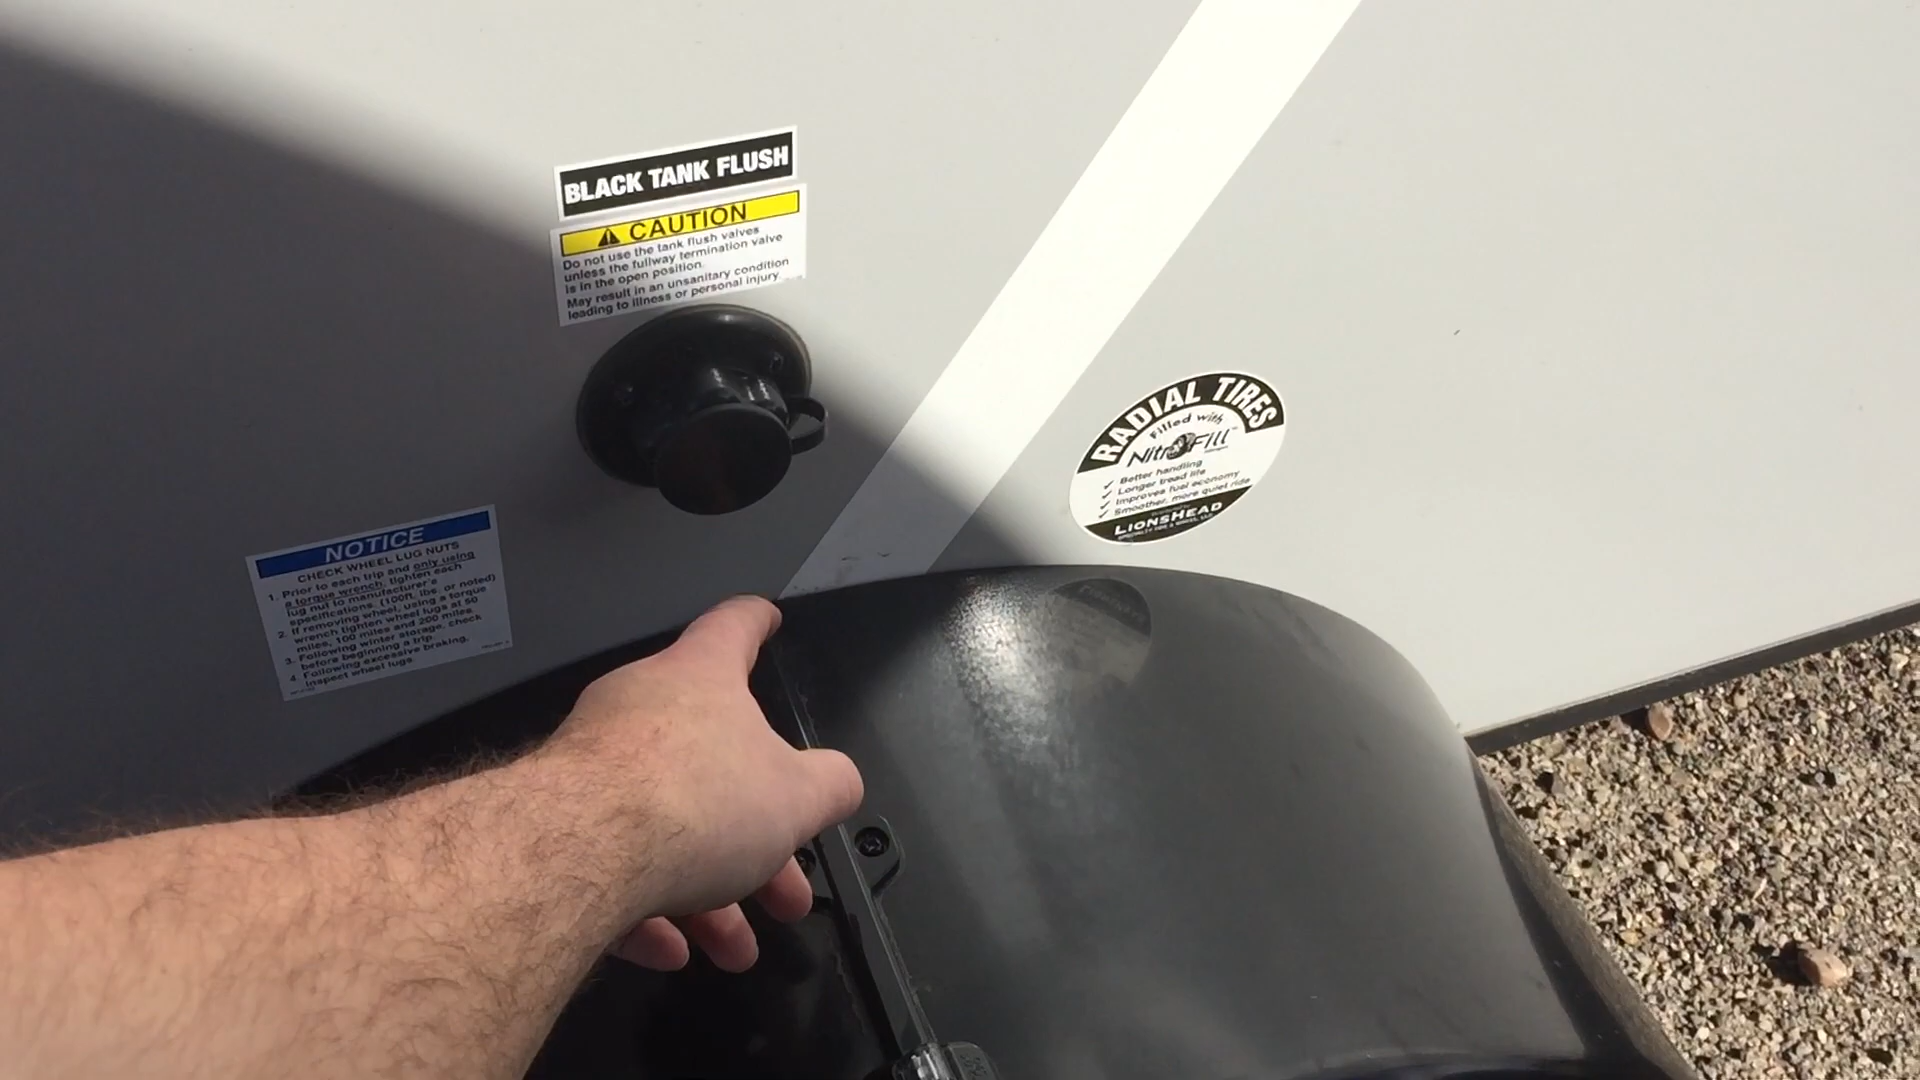 BLACK TANK FLUSH
CAUTION
Do not use the tank flush valves
unless the fullway termination valve
is in the open position.
May result in an unsanitary condition
leading to illness or personal injury.
RADIAL TIRES
Filled with
NitroFill
Better handling
Longer tread life
Improves fuel economy
Smoother, more quiet ride
LIONSHEAD
SPECIALTY TIRE & WHEEL, LLC
NOTICE
CHECK WHEEL LUG NUTS
1. Prior to each trip and only using
a torque wrench, tighten each
lug nut to manufacturer's
specifications. (100ft. lbs. or noted)
2. If removing wheel, using a torque
wrench tighten wheel lugs at 50
miles, 100 miles and 200 miles.
3. Following winter storage, check
before beginning a trip.
4. Following excessive braking,
inspect wheel lugs